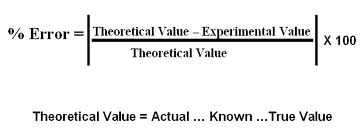 Theoretical Value – Experimental Value
% Error =
X 100
Theoretical Value
Theoretical Value = Actual ... Known ...True Value